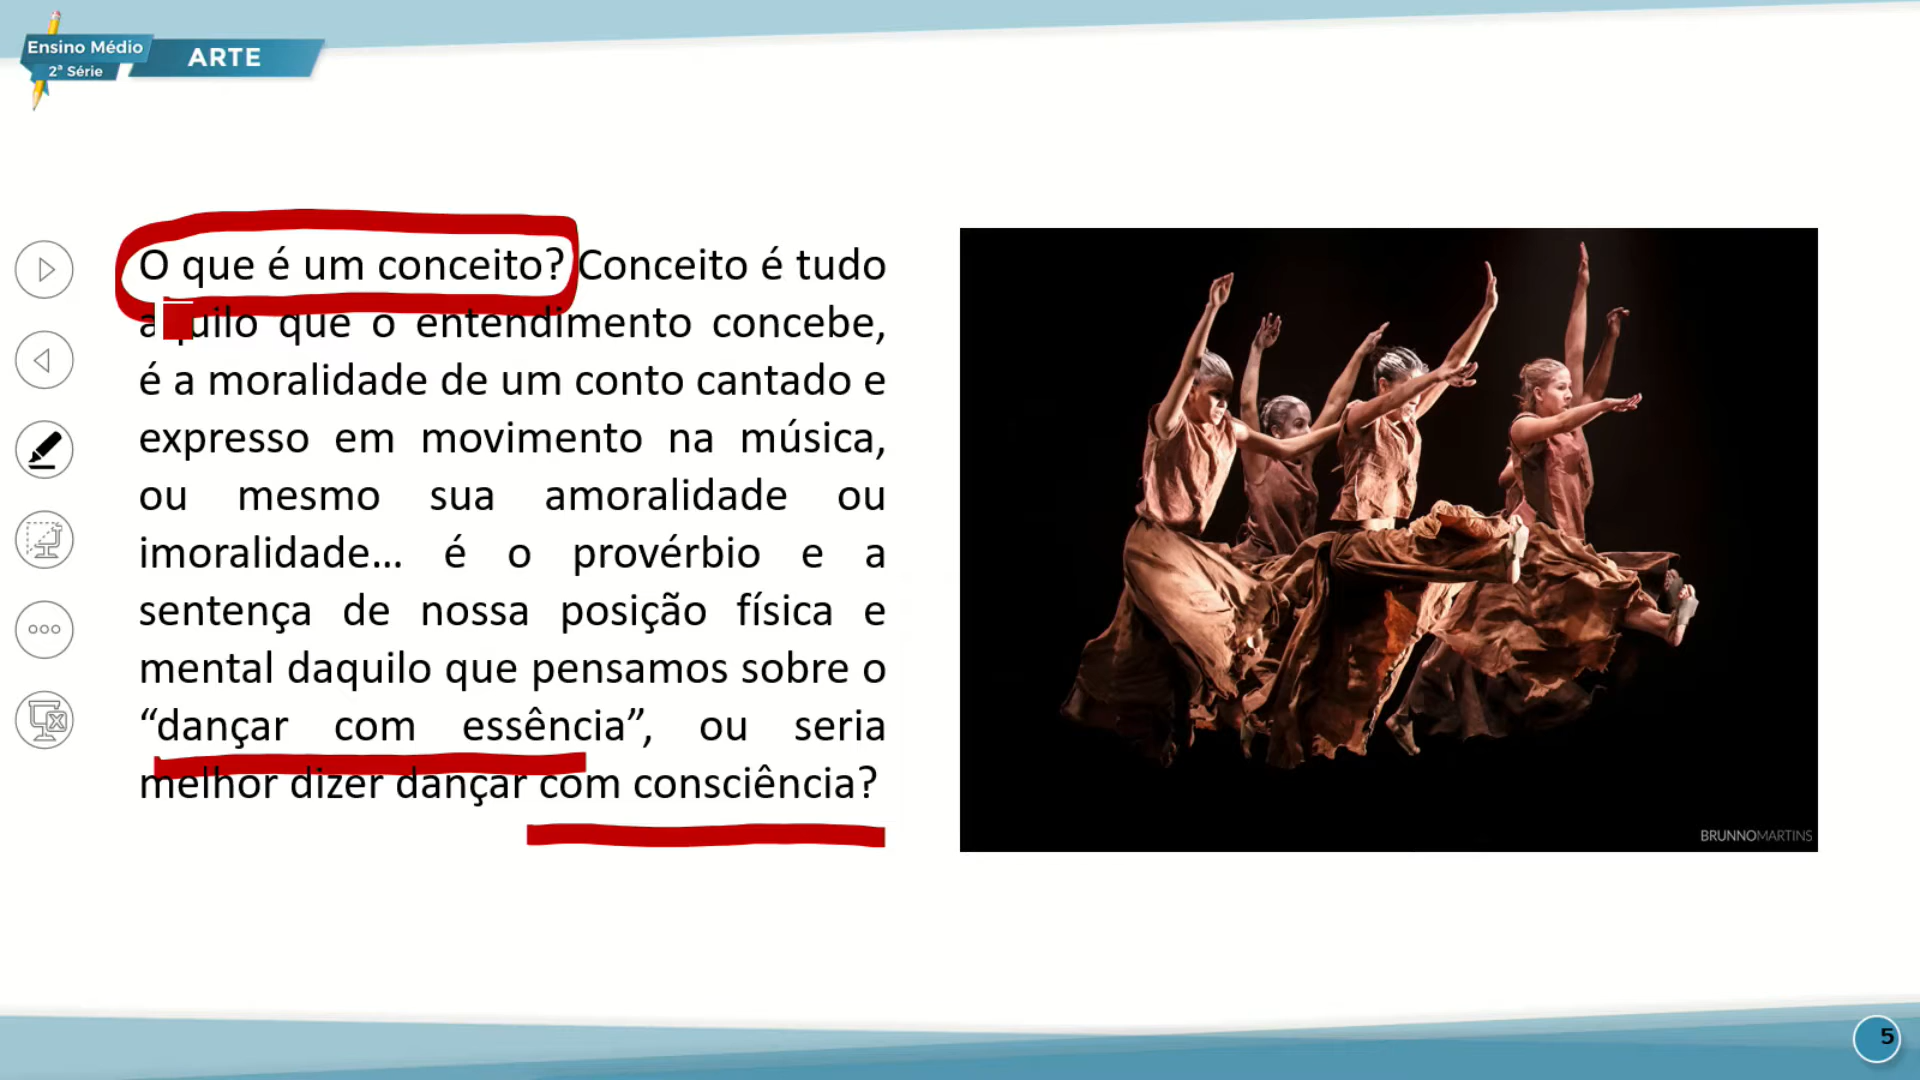 Ensino Médio
2ª Série
ARTE
O que é um conceito? Conceito é tudo
aquilo que o entendimento concebe,
é a moralidade de um conto cantado e
expresso em movimento na música,
ou mesmo sua amoralidade ou
imoralidade... é o provérbio e a
sentença de nossa posição física e
mental daquilo que pensamos sobre o
“dançar com essência”, ou seria
melhor dizer dançar com consciência?
BRUNNOMARTINS
5